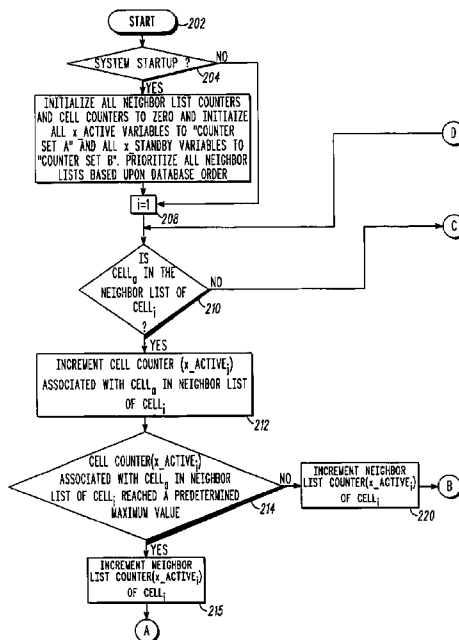 START
202
SYSTEM STARTUP ?
NO
204
YES
INITIALIZE ALL NEIGHBOR LIST COUNTERS
AND CELL COUNTERS TO ZERO AND INITIAIZE
ALL x_ACTIVE VARIABLES TO "COUNTER
SET A" AND ALL x_STANDBY VARIABLES TO
"COUNTER SET B". PRIORITIZE ALL NEIGHBOR
LISTS BASED UPON DATABASE ORDER
D
i=1
208
C
IS
CELLa IN THE
NEIGHBOR LIST OF
CELLi
?
NO
210
YES
INCREMENT CELL COUNTER (x_ACTIVEi)
ASSOCIATED WITH CELLa IN NEIGHBOR LIST
OF CELLi
212
CELL COUNTER(x_ACTIVEi)
ASSOCIATED WITH CELLa IN NEIGHBOR
LIST OF CELLi REACHED A PREDETERMINED
MAXIMUM VALUE
NO
214
INCREMENT NEIGHBOR
LIST COUNTER(x_ACTIVEi)
OF CELLi
220
B
YES
INCREMENT NEIGHBOR
LIST COUNTER(x_ACTIVEi)
OF CELLi
215
A